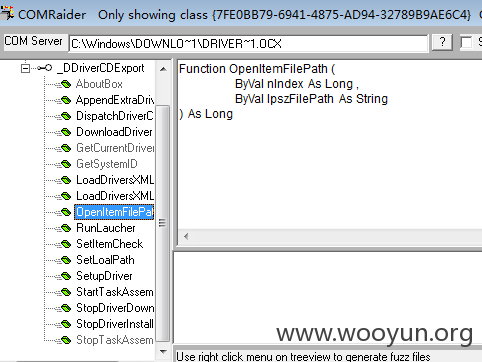 COMRaider Only showing class {7FE0BB79-6941-4875-AD94-32789B9AE6C4}
COM Server C:\Windows\DOWNLO~1\DRIVER~1.OCX ? S
_DDriverCDExport
AboutBox
AppendExtraDriv
DispatchDriverC
DownloadDriver
GetCurrentDriver
GetSystemID
LoadDriversXML
LoadDriversXML
OpenItemFilePat
RunLaucher
SetItemCheck
SetLoalPath
SetupDriver
StartTaskAssem
StopDriverDown
StopDriverInstall
StopTaskAssem
Function OpenItemFilePath (
ByVal nIndex As Long ,
ByVal lpszFilePath As String
) As Long
www.wooyun.org
Use right click menu on treeview to generate fuzz files